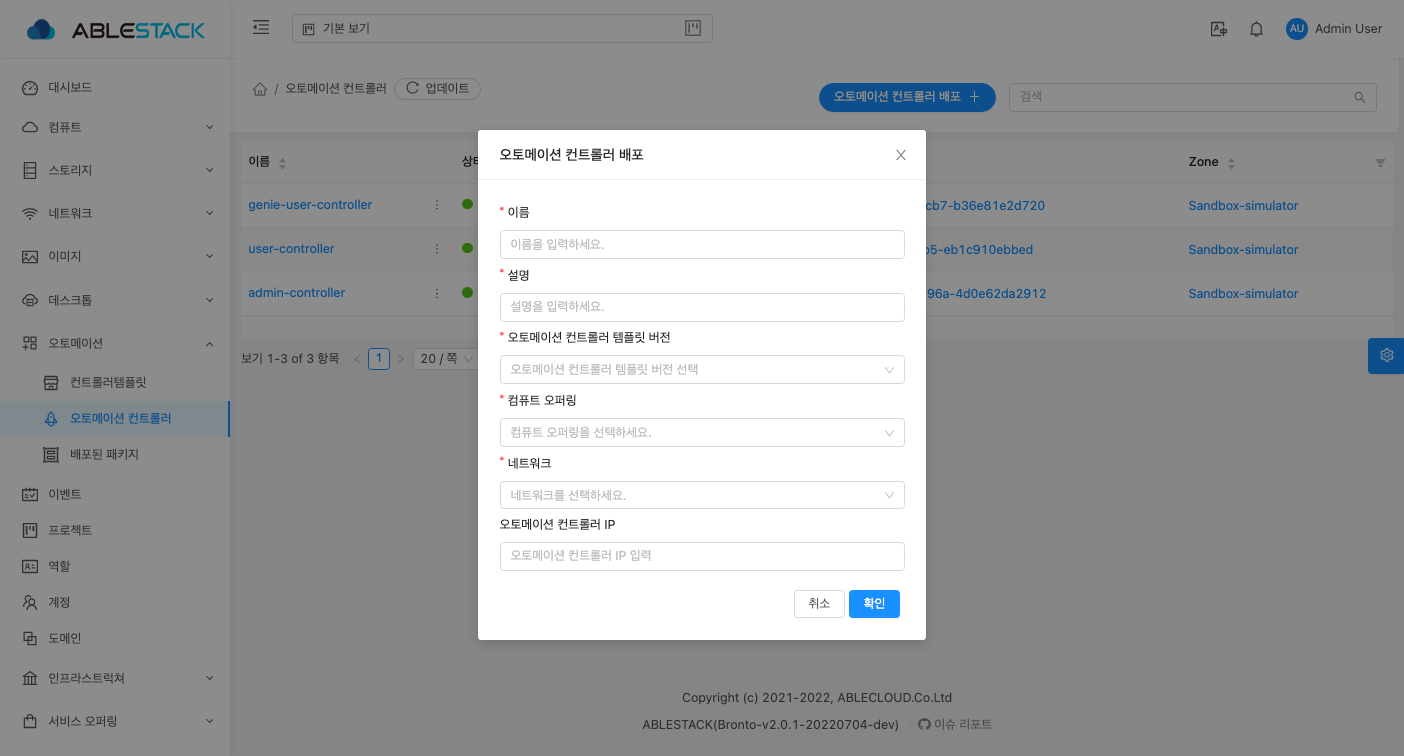 ABLESTACK
기본 보기
AU Admin User
대시보드
컴퓨트
스토리지
네트워크
이미지
데스크톱
오토메이션
컨트롤러템플릿
오토메이션 컨트롤러
배포된 패키지
이벤트
프로젝트
역할
계정
도메인
인프라스트럭쳐
서비스 오퍼링
/ 오토메이션 컨트롤러 업데이트
오토메이션 컨트롤러 배포 +
검색
이름 Zone
genie-user-controller cb7-b36e81e2d720 Sandbox-simulator
user-controller 5-eb1c910ebbed Sandbox-simulator
admin-controller 96a-4d0e62da2912 Sandbox-simulator
보기 1-3 of 3 항목 < 1 > 20 / 쪽
오토메이션 컨트롤러 배포
* 이름
이름을 입력하세요.
* 설명
설명을 입력하세요.
* 오토메이션 컨트롤러 템플릿 버전
오토메이션 컨트롤러 템플릿 버전 선택
* 컴퓨트 오퍼링
컴퓨트 오퍼링을 선택하세요.
* 네트워크
네트워크를 선택하세요.
오토메이션 컨트롤러 IP
오토메이션 컨트롤러 IP 입력
취소 확인
Copyright (c) 2021-2022, ABLECLOUD.Co.Ltd
ABLESTACK(Bronto-v2.0.1-20220704-dev) 이슈 리포트